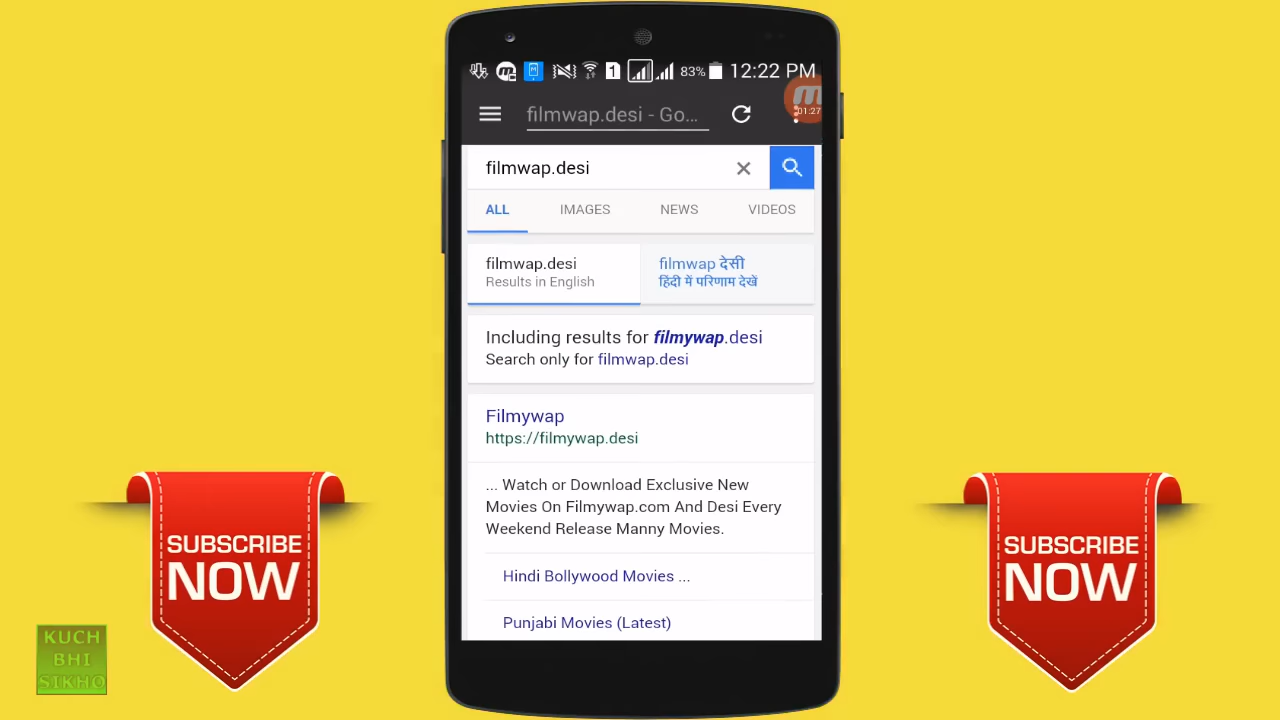 83% 12:22 PM
filmwap.desi - Go...
01:27
filmwap.desi
ALL IMAGES NEWS VIDEOS
filmwap.desi
Results in English
filmwap देसी
हिंदी में परिणाम देखें
Including results for filmywap.desi
Search only for filmwap.desi
Filmywap
https://filmywap.desi
... Watch or Download Exclusive New
Movies On Filmywap.com And Desi Every
Weekend Release Manny Movies.
Hindi Bollywood Movies ...
Punjabi Movies (Latest)
SUBSCRIBE
NOW
SUBSCRIBE
NOW
KUCH
BHI
SIKHO